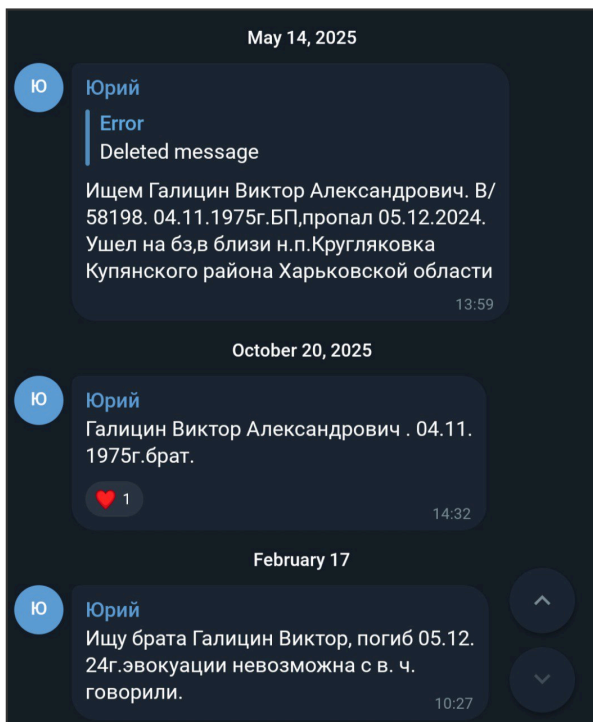 May 14, 2025
Ю
Юрий
Error
Deleted message
Ищем Галицин Виктор Александрович. В/
58198. 04.11.1975г.БП,пропал 05.12.2024.
Ушел на бз,в близи н.п.Кругляковка
Купянского района Харьковской области
13:59
October 20, 2025
Ю
Юрий
Галицин Виктор Александрович . 04.11.
1975г.брат.
❤️ 1
14:32
February 17
Ю
Юрий
Ищу брата Галицин Виктор, погиб 05.12.
24г.эвокуации невозможна с в. ч.
говорили.
10:27